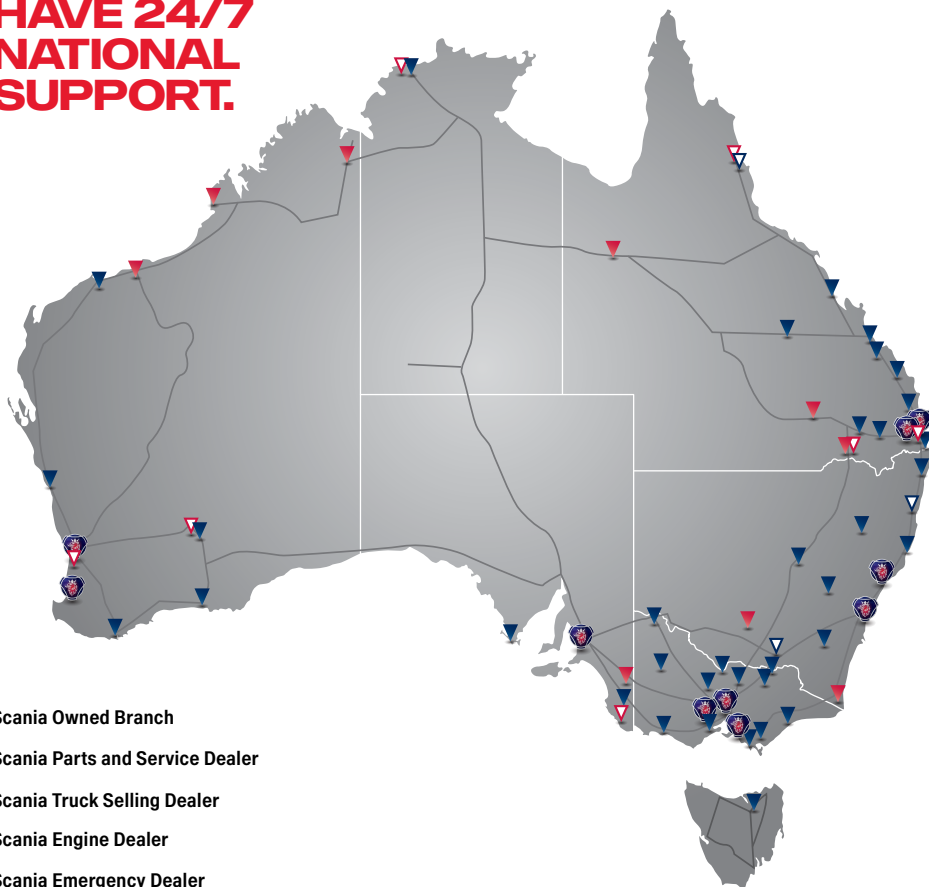 HAVE 24/7
NATIONAL
SUPPORT.
Scania Owned Branch
Scania Parts and Service Dealer
Scania Truck Selling Dealer
Scania Engine Dealer
Scania Emergency Dealer